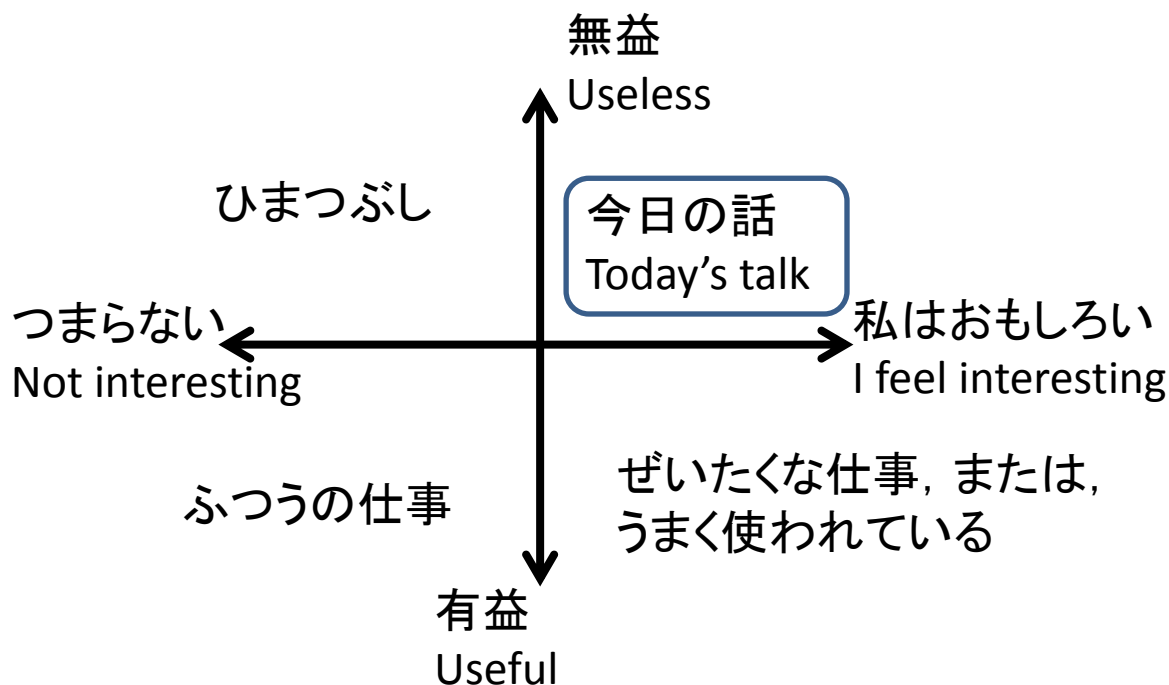 無益
Useless
ひまつぶし
今日の話
Today's talk
つまらない
Not interesting
私はおもしろい
I feel interesting
ふつうの仕事
ぜいたくな仕事, または,
うまく使われている
有益
Useful